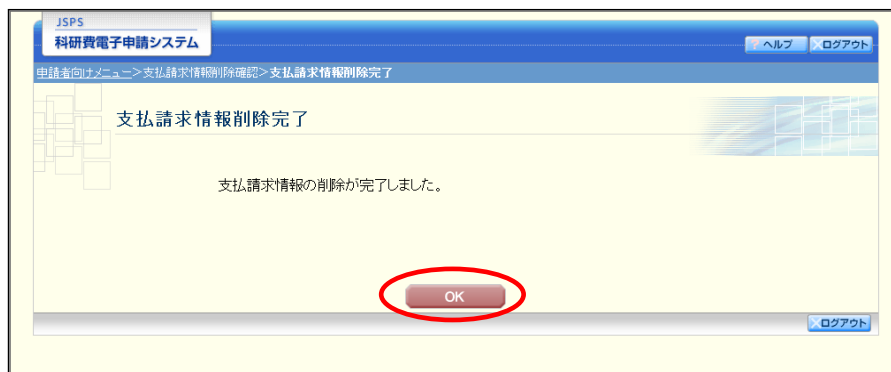 JSPS
科研費電子申請システム
ヘルプ ログアウト
申請者向けメニュー>支払請求情報削除確認>支払請求情報削除完了
支払請求情報削除完了
支払請求情報の削除が完了しました。
OK
ログアウト